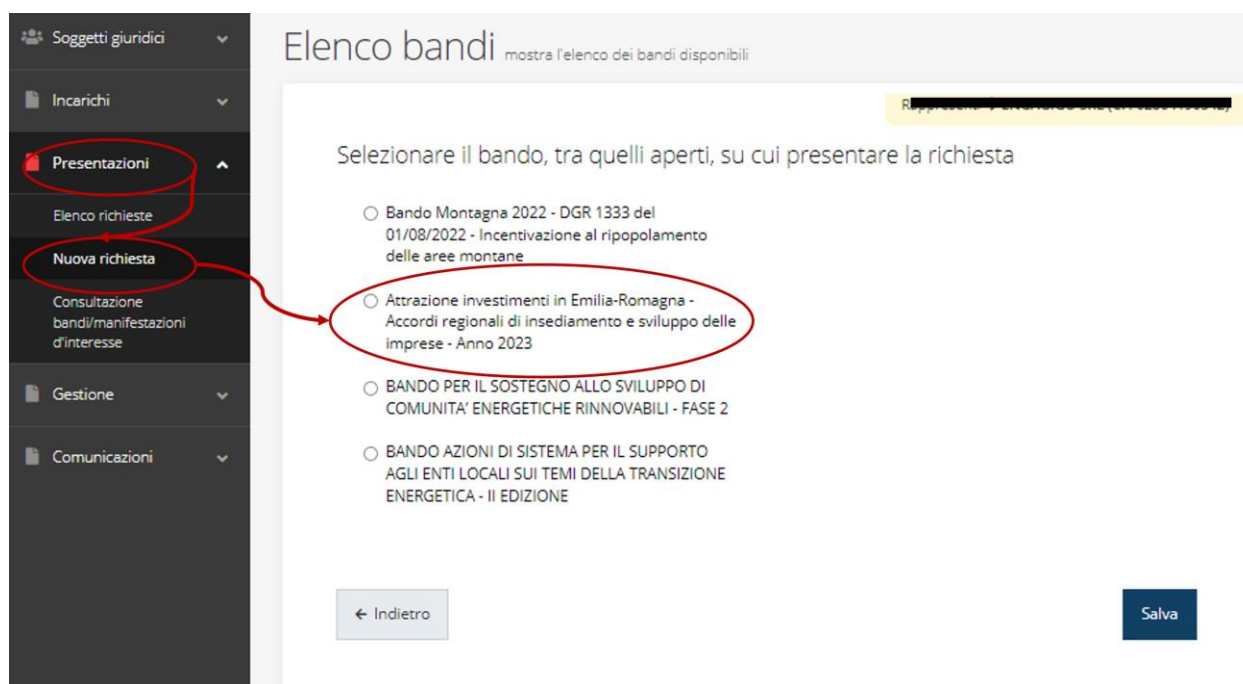 Soggetti giuridici
Incarichi
Presentazioni
Elenco richieste
Nuova richiesta
Consultazione
bandi/manifestazioni
d'interesse
Gestione
Comunicazioni
Elenco bandi mostra l'elenco dei bandi disponibili
Selezionare il bando, tra quelli aperti, su cui presentare la richiesta
Bando Montagna 2022 - DGR 1333 del
01/08/2022 - Incentivazione al ripopolamento
delle aree montane
Attrazione investimenti in Emilia-Romagna -
Accordi regionali di insediamento e sviluppo delle
imprese - Anno 2023
BANDO PER IL SOSTEGNO ALLO SVILUPPO DI
COMUNITA' ENERGETICHE RINNOVABILI - FASE 2
BANDO AZIONI DI SISTEMA PER IL SUPPORTO
AGLI ENTI LOCALI SUI TEMI DELLA TRANSIZIONE
ENERGETICA - II EDIZIONE
← Indietro
Salva